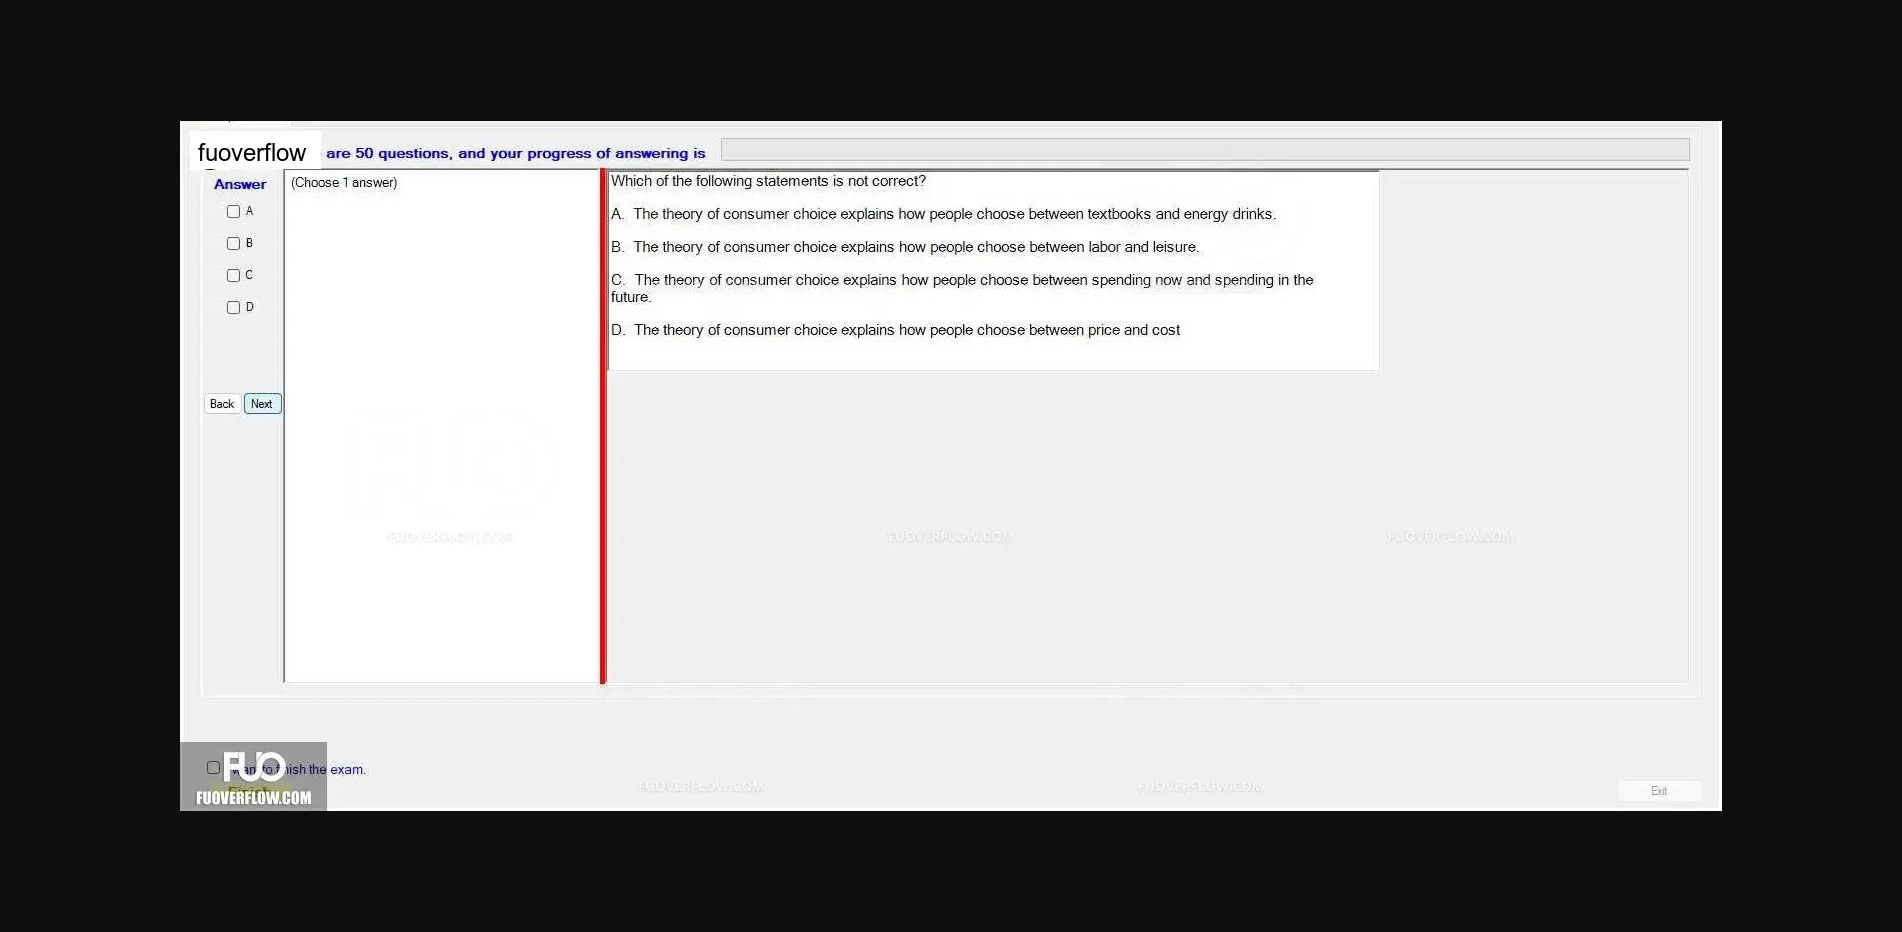 fuoverflow are 50 questions, and your progress of answering is
Answer
(Choose 1 answer)
A
B
C
D
Back Next
Which of the following statements is not correct?
A. The theory of consumer choice explains how people choose between textbooks and energy drinks.
B. The theory of consumer choice explains how people choose between labor and leisure.
C. The theory of consumer choice explains how people choose between spending now and spending in the
future.
D. The theory of consumer choice explains how people choose between price and cost
FUOVERFLOW.COM FUOVERFLOW.COM FUOVERFLOW.COM
FUO
the exam.
FUOVERFLOW.COM
FUOVERFLOW.COM FUOVERFLOW.COM
Exit